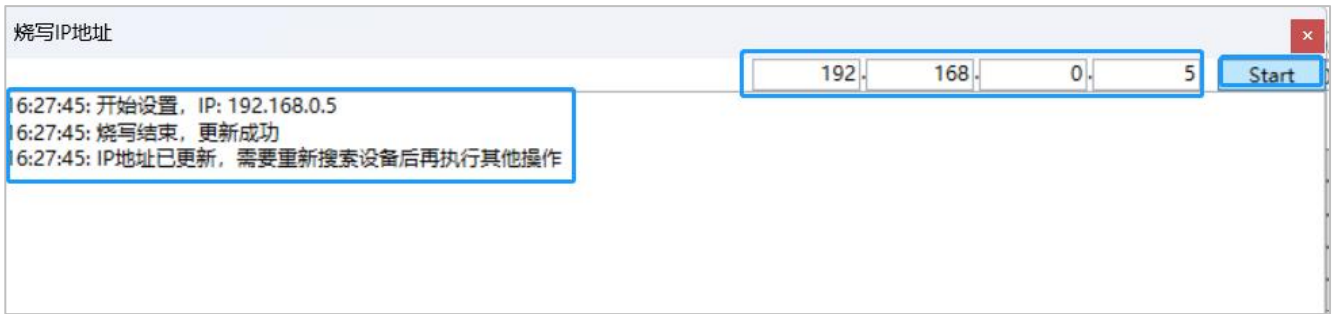 烧写IP地址
×
192. 168. 0. 5 Start
16:27:45: 开始设置，IP: 192.168.0.5
16:27:45: 烧写结束，更新成功
16:27:45: IP地址已更新，需要重新搜索设备后再执行其他操作